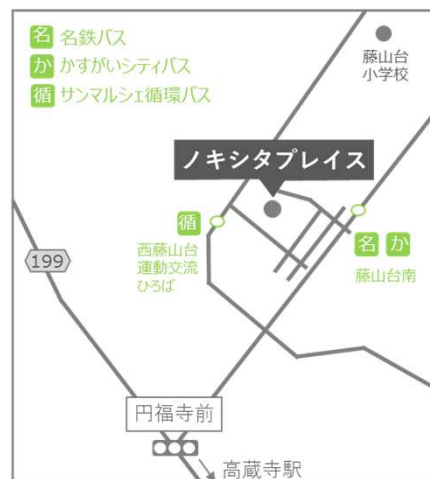 名 名鉄バス
か かすがいシティバス
循 サンマルシェ循環バス
藤山台
小学校
ノキシタプレイス
循
西藤山台
運動交流
ひろば
名 か
藤山台南
199
円福寺前
高蔵寺駅